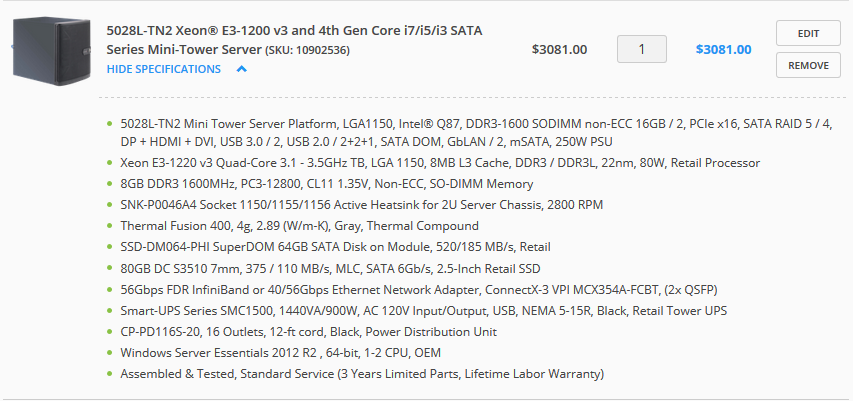 5028L-TN2 Xeon® E3-1200 v3 and 4th Gen Core i7/i5/i3 SATA
Series Mini-Tower Server (SKU: 10902536)
HIDE SPECIFICATIONS
$3081.00
1
$3081.00
EDIT
REMOVE
5028L-TN2 Mini Tower Server Platform, LGA1150, Intel® Q87, DDR3-1600 SODIMM non-ECC 16GB / 2, PCIe x16, SATA RAID 5 / 4,
DP + HDMI + DVI, USB 3.0 / 2, USB 2.0 / 2+2+1, SATA DOM, GbLAN / 2, mSATA, 250W PSU
Xeon E3-1220 v3 Quad-Core 3.1 - 3.5GHz TB, LGA 1150, 8MB L3 Cache, DDR3 / DDR3L, 22nm, 80W, Retail Processor
8GB DDR3 1600MHz, PC3-12800, CL11 1.35V, Non-ECC, SO-DIMM Memory
SNK-P0046A4 Socket 1150/1155/1156 Active Heatsink for 2U Server Chassis, 2800 RPM
Thermal Fusion 400, 4g, 2.89 (W/m-K), Gray, Thermal Compound
SSD-DM064-PHI SuperDOM 64GB SATA Disk on Module, 520/185 MB/s, Retail
80GB DC S3510 7mm, 375 / 110 MB/s, MLC, SATA 6Gb/s, 2.5-Inch Retail SSD
56Gbps FDR InfiniBand or 40/56Gbps Ethernet Network Adapter, ConnectX-3 VPI MCX354A-FCBT, (2x QSFP)
Smart-UPS Series SMC1500, 1440VA/900W, AC 120V Input/Output, USB, NEMA 5-15R, Black, Retail Tower UPS
CP-PD116S-20, 16 Outlets, 12-ft cord, Black, Power Distribution Unit
Windows Server Essentials 2012 R2 , 64-bit, 1-2 CPU, OEM
Assembled & Tested, Standard Service (3 Years Limited Parts, Lifetime Labor Warranty)